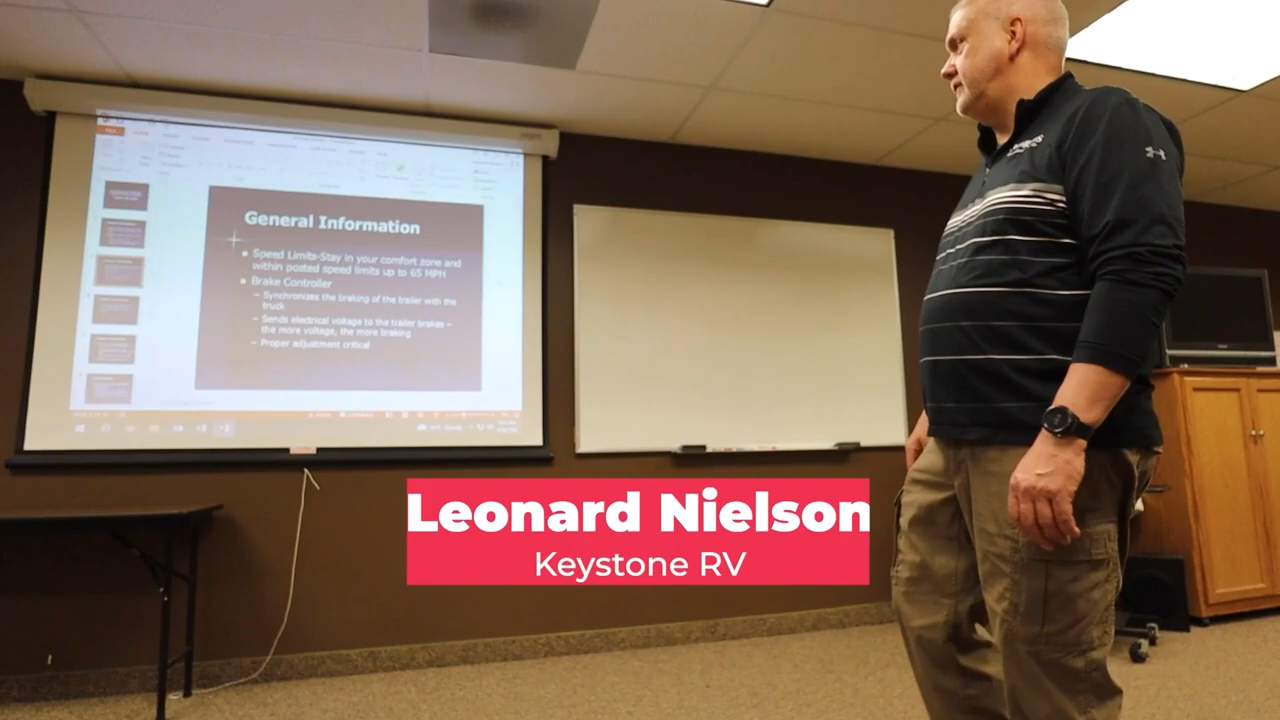 General Information
Speed Limits-Stay in your comfort zone and
within posted speed limits up to 65 MPH
Brake Controller
– Synchronizes the braking of the trailer with the
truck
– Sends electrical voltage to the trailer brakes –
the more voltage, the more braking
– Proper adjustment critical
Leonard Nielson
Keystone RV